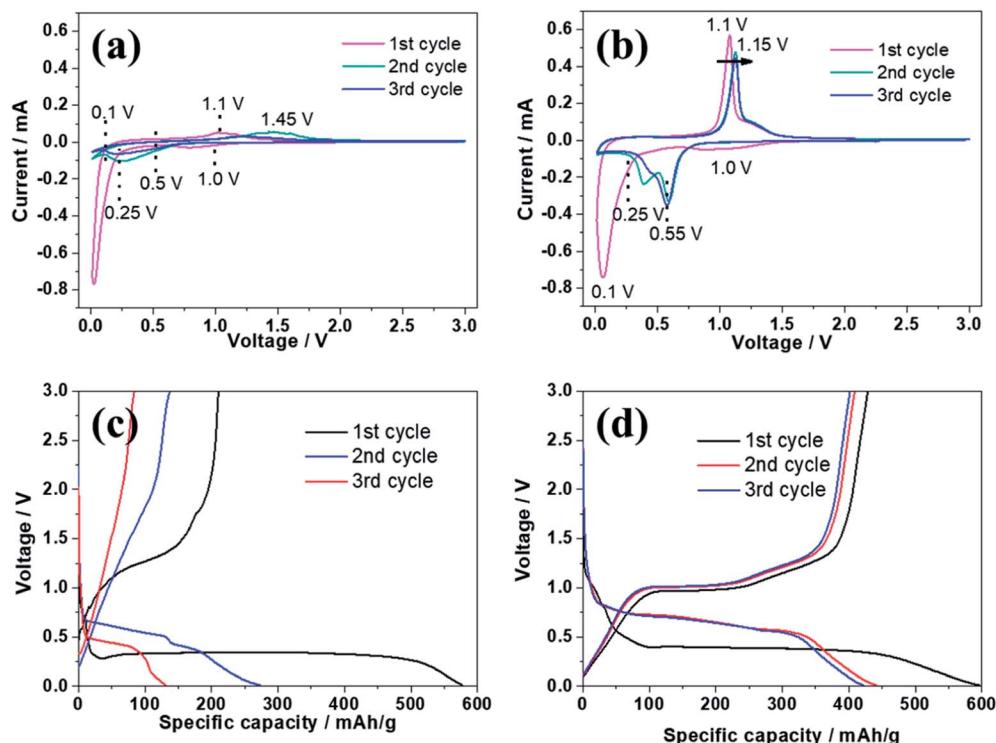 (a)
1st cycle
2nd cycle
3rd cycle
0.1 V
1.1 V
1.45 V
0.5 V
1.0 V
0.25 V
0.6
0.4
0.2
0.0
-0.2
-0.4
-0.6
-0.8
Current / mA
0.0 0.5 1.0 1.5 2.0 2.5 3.0
Voltage / V
(b)
1.1 V
1.15 V
1st cycle
2nd cycle
3rd cycle
1.0 V
0.25 V
0.55 V
0.1 V
0.6
0.4
0.2
0.0
-0.2
-0.4
-0.6
-0.8
Current / mA
0.0 0.5 1.0 1.5 2.0 2.5 3.0
Voltage / V
(c)
1st cycle
2nd cycle
3rd cycle
3.0
2.5
2.0
1.5
1.0
0.5
0.0
Voltage / V
0 100 200 300 400 500 600
Specific capacity / mAh/g
(d)
1st cycle
2nd cycle
3rd cycle
3.0
2.5
2.0
1.5
1.0
0.5
0.0
Voltage / V
0 100 200 300 400 500 600
Specific capacity / mAh/g